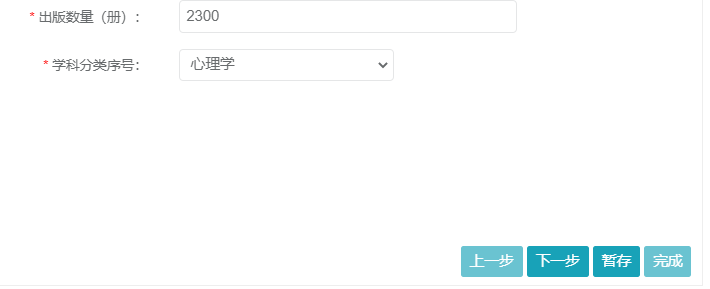 * 出版数量（册）： 2300
* 学科分类序号： 心理学
上一步 下一步 暂存 完成